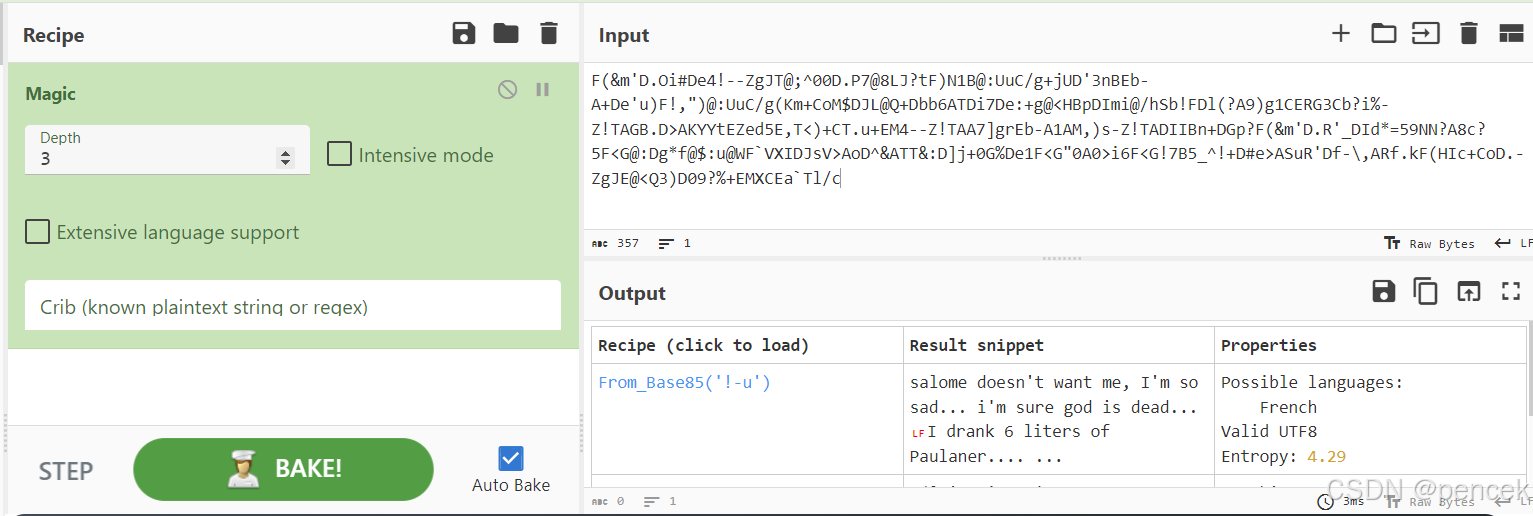 Recipe
Magic
Depth
3
Intensive mode
Extensive language support
Crib (known plaintext string or regex)
STEP
BAKE!
Auto Bake
Input
F(&m'D.Oi#De4!--ZgJT@;^00D.P7@8LJ?tF)N1B@:UuC/g+jUD'3nBEb-
A+De'u)F!,")@:UuC/g(Km+CoM$DJL@Q+Dbb6ATDi7De:+g@<HBpDImi@/hSb!FDl(?A9)g1CERG3Cb?i%-
Z!TAGB.D>AKYYtEZed5E,T<)+CT.u+EM4--Z!TAA7]grEb-A1AM,)s-Z!TADIIBn+DGp?F(&m'D.R'_DId*=59NN?A8c?
5F<G@:Dg*f@$:u@WF`VXIDJsV>AoD^&ATT&:D]j+0G%De1F<G"0A0>i6F<G!7B5_^!+D#e>ASuR'Df-\,ARf.kF(HIc+CoD.-
ZgJE@<Q3)D09?%+EMXCEa`Tl/c
ABC 357
1
Raw Bytes
LF
Output
Recipe (click to load)
Result snippet
Properties
From_Base85('!-u')
salome doesn't want me, I'm so
sad... i'm sure god is dead...
LFI drank 6 liters of
Paulaner.... ...
Possible languages:
French
Valid UTF8
Entropy: 4.29
ABC 0
1
3ms
Raw Bytes
LF
CSDN @pencek